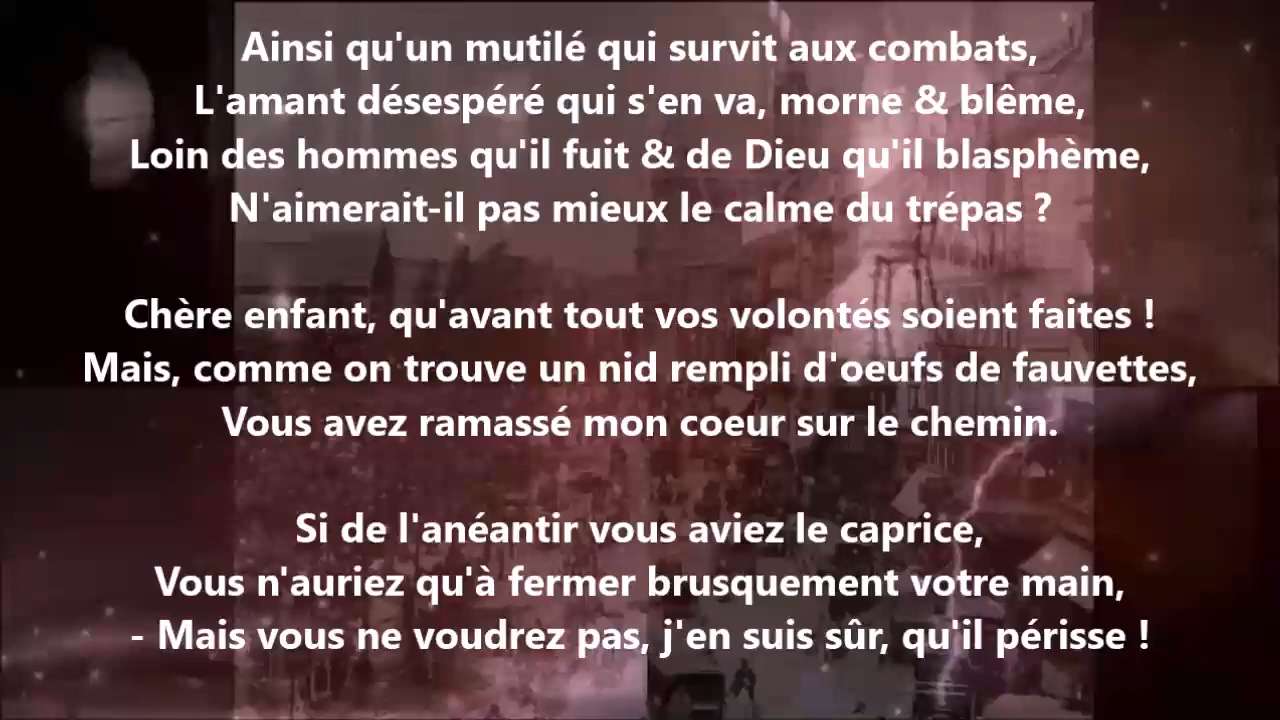 Ainsi qu'un mutilé qui survit aux combats,
L'amant désespéré qui s'en va, morne & blême,
Loin des hommes qu'il fuit & de Dieu qu'il blasphème,
N'aimerait-il pas mieux le calme du trépas ?
Chère enfant, qu'avant tout vos volontés soient faites !
Mais, comme on trouve un nid rempli d'oeufs de fauvettes,
Vous avez ramassé mon coeur sur le chemin.
Si de l'anéantir vous aviez le caprice,
Vous n'auriez qu'à fermer brusquement votre main,
- Mais vous ne voudrez pas, j'en suis sûr, qu'il périsse !